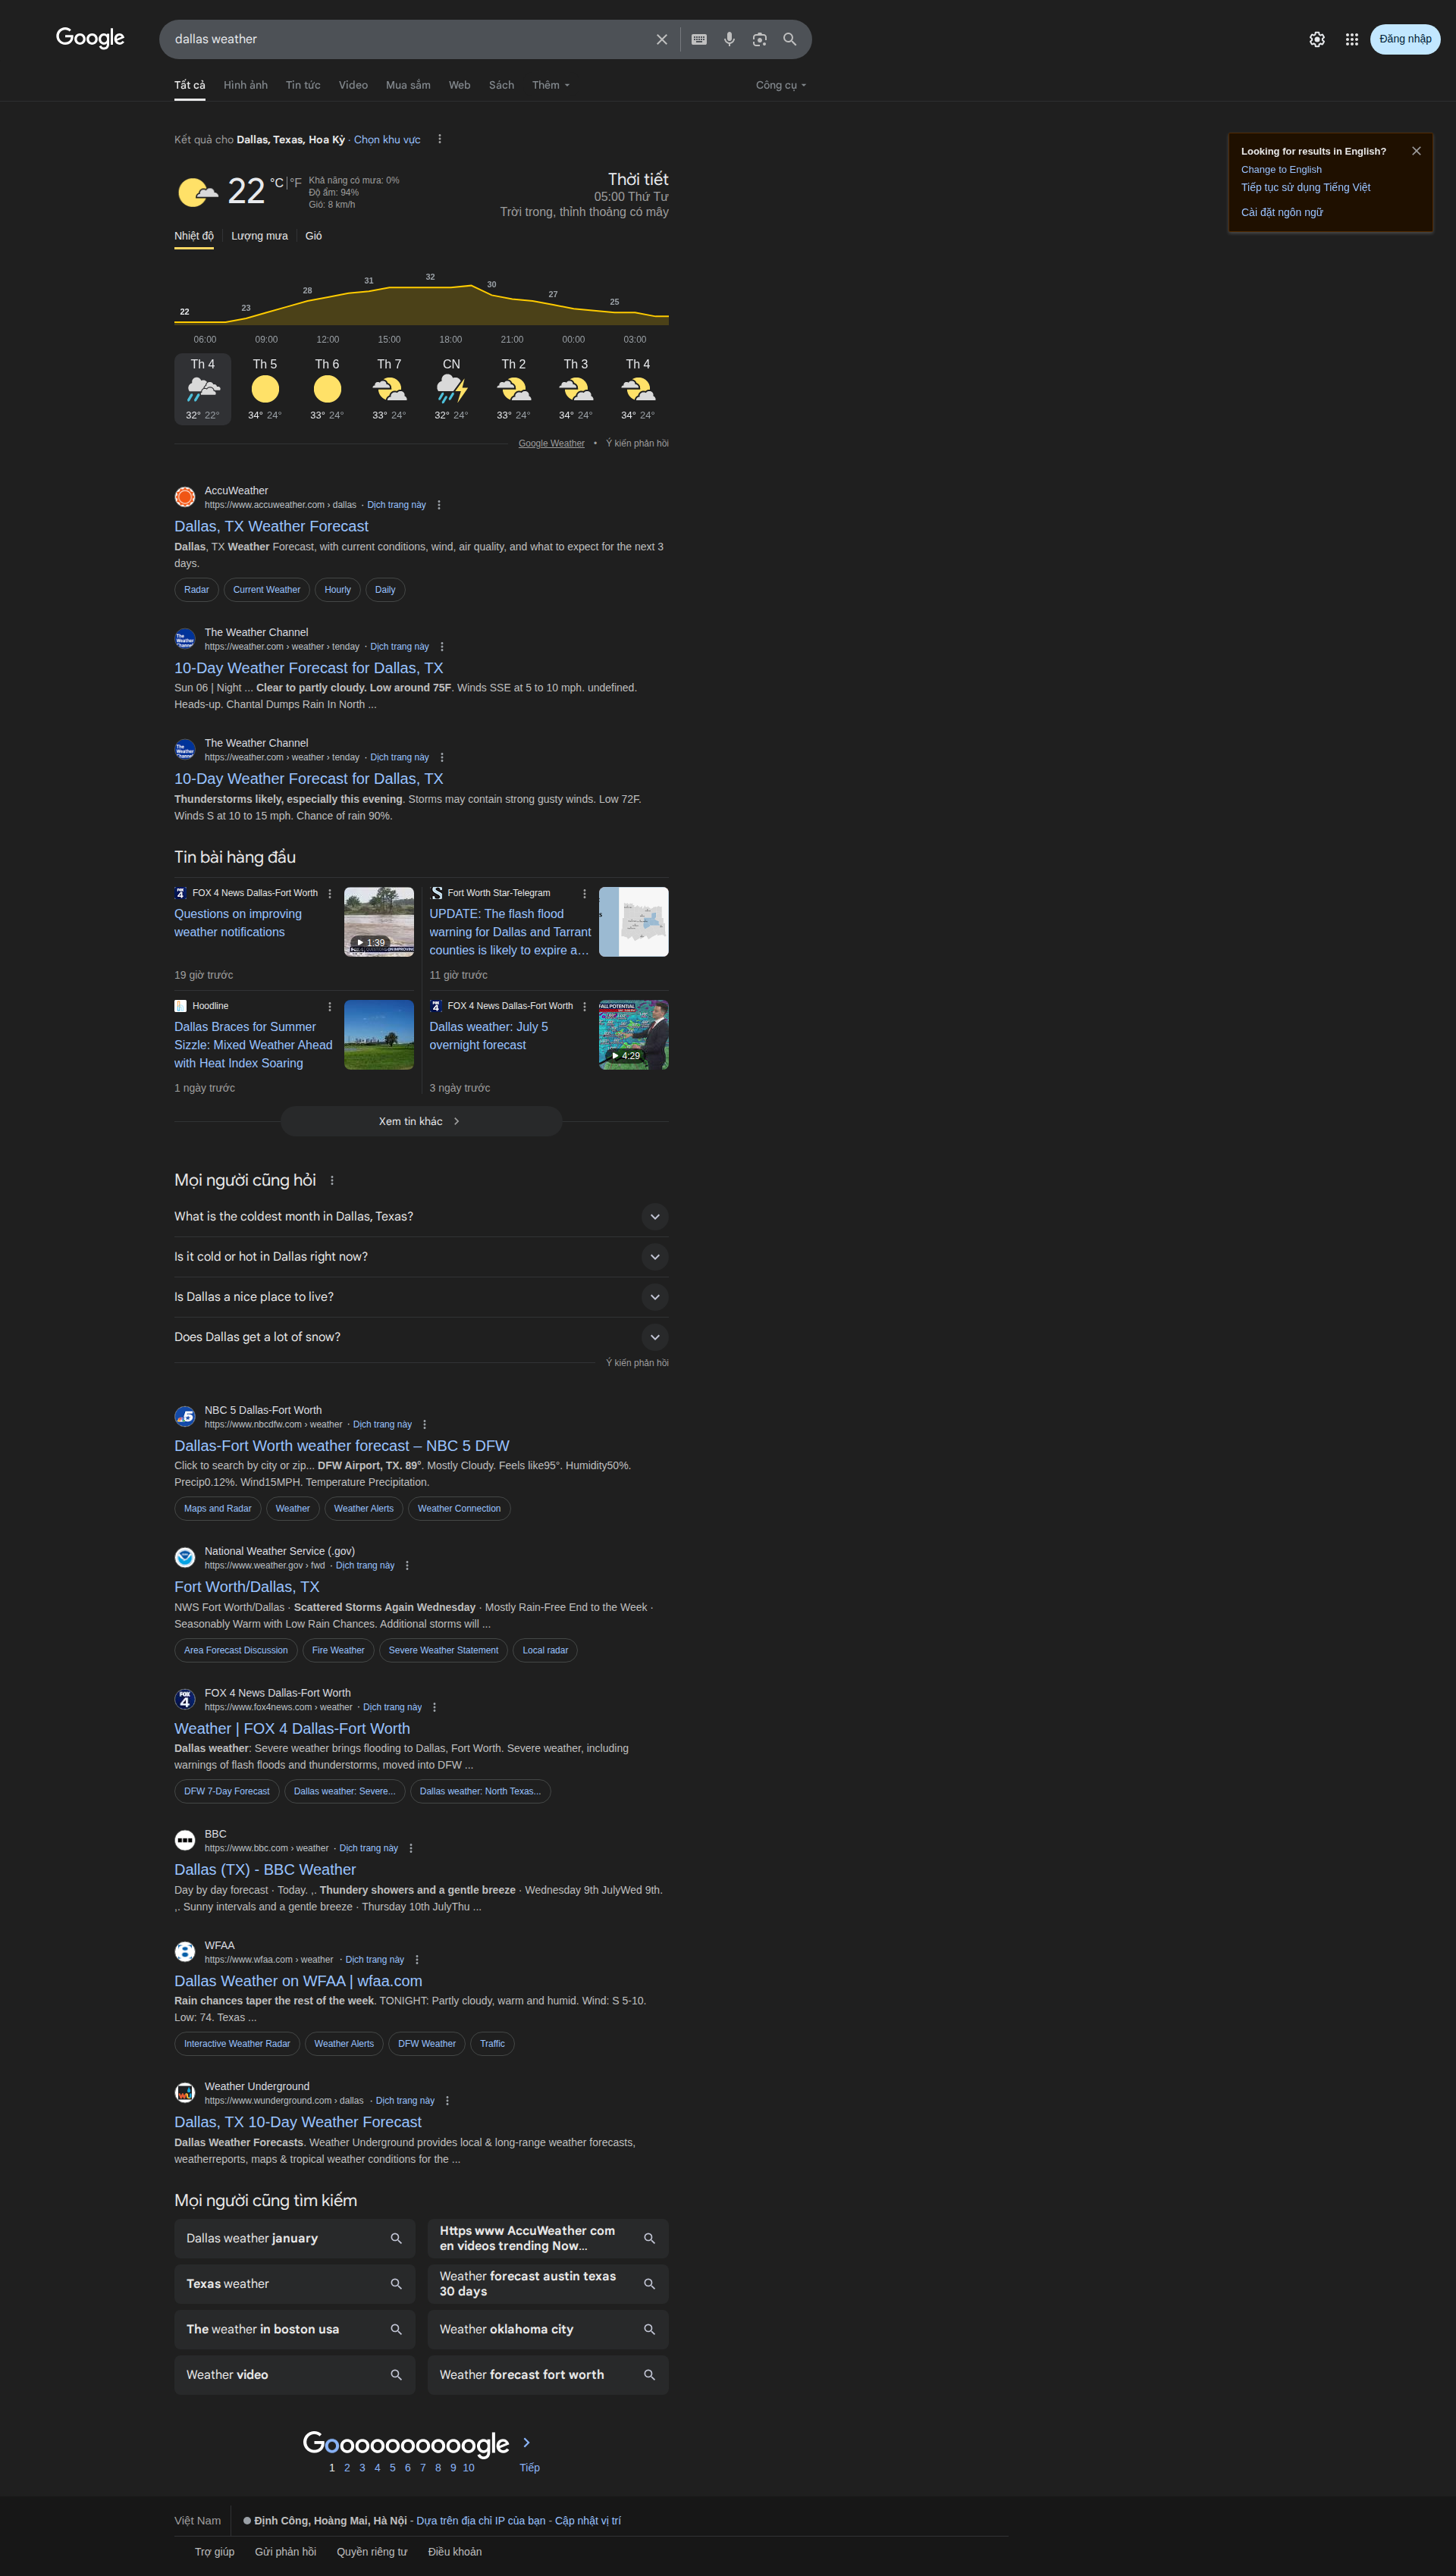 Google
dallas weather
Đăng nhập
Tất cả
Hình ảnh
Tin tức
Video
Mua sắm
Web
Sách
Thêm
Công cụ
Kết quả cho Dallas, Texas, Hoa Kỳ · Chọn khu vực
Looking for results in English?
Change to English
Tiếp tục sử dụng Tiếng Việt
Cài đặt ngôn ngữ
22 °C | °F
Khả năng có mưa: 0%
Độ ẩm: 94%
Gió: 8 km/h
Thời tiết
05:00 Thứ Tư
Trời trong, thỉnh thoảng có mây
Nhiệt độ
Lượng mưa
Gió
22 23 28 31 32 30 27 25
06:00 09:00 12:00 15:00 18:00 21:00 00:00 03:00
Th 4 Th 5 Th 6 Th 7 CN Th 2 Th 3 Th 4
32° 22° 34° 24° 33° 24° 33° 24° 32° 24° 33° 24° 34° 24° 34° 24°
Google Weather • Ý kiến phản hồi
AccuWeather
https://www.accuweather.com › dallas · Dịch trang này
Dallas, TX Weather Forecast
Dallas, TX Weather Forecast, with current conditions, wind, air quality, and what to expect for the next 3
days.
Radar
Current Weather
Hourly
Daily
The Weather Channel
https://weather.com › weather › tenday · Dịch trang này
10-Day Weather Forecast for Dallas, TX
Sun 06 | Night ... Clear to partly cloudy. Low around 75F. Winds SSE at 5 to 10 mph. undefined.
Heads-up. Chantal Dumps Rain In North ...
The Weather Channel
https://weather.com › weather › tenday · Dịch trang này
10-Day Weather Forecast for Dallas, TX
Thunderstorms likely, especially this evening. Storms may contain strong gusty winds. Low 72F.
Winds S at 10 to 15 mph. Chance of rain 90%.
Tin bài hàng đầu
FOX 4 News Dallas-Fort Worth
Questions on improving
weather notifications
1:39
19 giờ trước
Fort Worth Star-Telegram
UPDATE: The flash flood
warning for Dallas and Tarrant
counties is likely to expire a…
11 giờ trước
Hoodline
Dallas Braces for Summer
Sizzle: Mixed Weather Ahead
with Heat Index Soaring
1 ngày trước
FOX 4 News Dallas-Fort Worth
Dallas weather: July 5
overnight forecast
4:29
3 ngày trước
Xem tin khác
Mọi người cũng hỏi
What is the coldest month in Dallas, Texas?
Is it cold or hot in Dallas right now?
Is Dallas a nice place to live?
Does Dallas get a lot of snow?
Ý kiến phản hồi
NBC 5 Dallas-Fort Worth
https://www.nbcdfw.com › weather · Dịch trang này
Dallas-Fort Worth weather forecast – NBC 5 DFW
Click to search by city or zip... DFW Airport, TX. 89°. Mostly Cloudy. Feels like95°. Humidity50%.
Precip0.12%. Wind15MPH. Temperature Precipitation.
Maps and Radar
Weather
Weather Alerts
Weather Connection
National Weather Service (.gov)
https://www.weather.gov › fwd · Dịch trang này
Fort Worth/Dallas, TX
NWS Fort Worth/Dallas · Scattered Storms Again Wednesday · Mostly Rain-Free End to the Week ·
Seasonably Warm with Low Rain Chances. Additional storms will ...
Area Forecast Discussion
Fire Weather
Severe Weather Statement
Local radar
FOX 4 News Dallas-Fort Worth
https://www.fox4news.com › weather · Dịch trang này
Weather | FOX 4 Dallas-Fort Worth
Dallas weather: Severe weather brings flooding to Dallas, Fort Worth. Severe weather, including
warnings of flash floods and thunderstorms, moved into DFW ...
DFW 7-Day Forecast
Dallas weather: Severe...
Dallas weather: North Texas...
BBC
https://www.bbc.com › weather · Dịch trang này
Dallas (TX) - BBC Weather
Day by day forecast · Today. ,. Thundery showers and a gentle breeze · Wednesday 9th JulyWed 9th.
,. Sunny intervals and a gentle breeze · Thursday 10th JulyThu ...
WFAA
https://www.wfaa.com › weather · Dịch trang này
Dallas Weather on WFAA | wfaa.com
Rain chances taper the rest of the week. TONIGHT: Partly cloudy, warm and humid. Wind: S 5-10.
Low: 74. Texas ...
Interactive Weather Radar
Weather Alerts
DFW Weather
Traffic
Weather Underground
https://www.wunderground.com › dallas · Dịch trang này
Dallas, TX 10-Day Weather Forecast
Dallas Weather Forecasts. Weather Underground provides local & long-range weather forecasts,
weatherreports, maps & tropical weather conditions for the ...
Mọi người cũng tìm kiếm
Dallas weather january
Https www AccuWeather com
en videos trending Now...
Texas weather
Weather forecast austin texas
30 days
The weather in boston usa
Weather oklahoma city
Weather video
Weather forecast fort worth
Goooooooooogle
1 2 3 4 5 6 7 8 9 10 Tiếp
Việt Nam
Định Công, Hoàng Mai, Hà Nội - Dựa trên địa chỉ IP của bạn - Cập nhật vị trí
Trợ giúp
Gửi phản hồi
Quyền riêng tư
Điều khoản